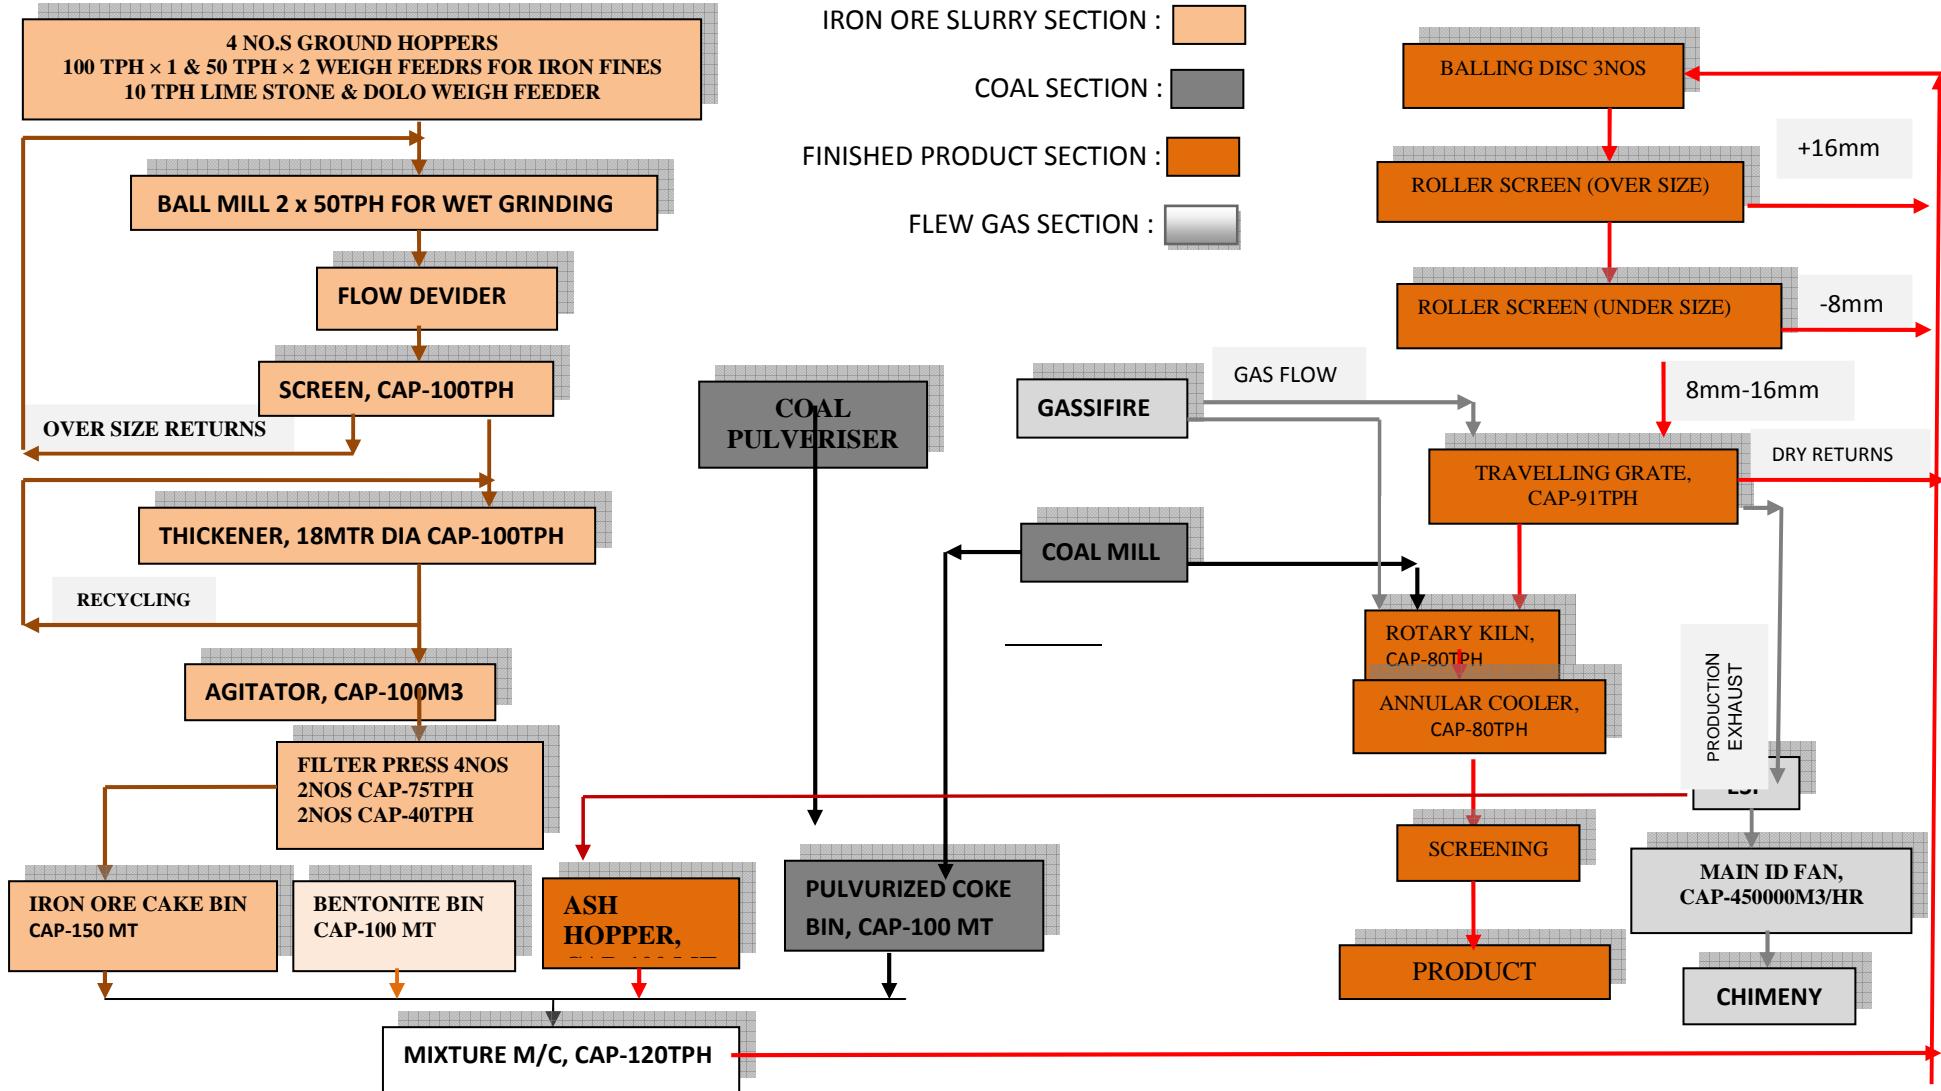 4 NO.S GROUND HOPPERS
100 TPH × 1 & 50 TPH × 2 WEIGH FEEDRS FOR IRON FINES
10 TPH LIME STONE & DOLO WEIGH FEEDER
BALL MILL 2 x 50TPH FOR WET GRINDING
FLOW DEVIDER
SCREEN, CAP-100TPH
OVER SIZE RETURNS
THICKENER, 18MTR DIA CAP-100TPH
RECYCLING
AGITATOR, CAP-100M3
FILTER PRESS 4NOS
2NOS CAP-75TPH
2NOS CAP-40TPH
IRON ORE CAKE BIN
CAP-150 MT
BENTONITE BIN
CAP-100 MT
ASH
HOPPER,
PULVURIZED COKE
BIN, CAP-100 MT
MIXTURE M/C, CAP-120TPH
IRON ORE SLURRY SECTION :
COAL SECTION :
FINISHED PRODUCT SECTION :
FLEW GAS SECTION :
COAL
PULVERISER
GASSIFIRE
GAS FLOW
COAL MILL
BALLING DISC 3NOS
+16mm
ROLLER SCREEN (OVER SIZE)
ROLLER SCREEN (UNDER SIZE)
-8mm
8mm-16mm
TRAVELLING GRATE,
CAP-91TPH
DRY RETURNS
ROTARY KILN,
CAP-80TPH
ANNULAR COOLER,
CAP-80TPH
PRODUCTION
EXHAUST
SCREENING
PRODUCT
MAIN ID FAN,
CAP-450000M3/HR
CHIMENY